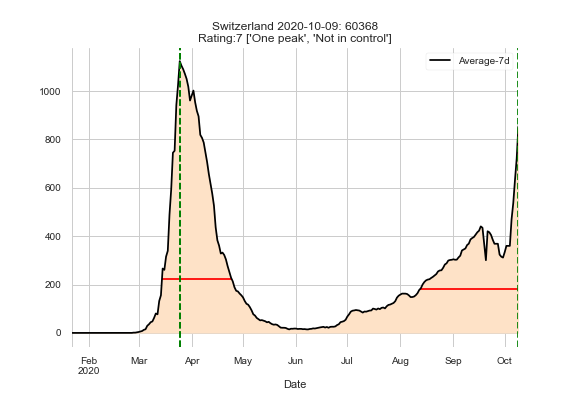 Switzerland 2020-10-09: 60368
Rating:7 ['One peak', 'Not in control']
Average-7d
1000
800
600
400
200
0
Feb Mar Apr May Jun Jul Aug Sep Oct
2020
Date